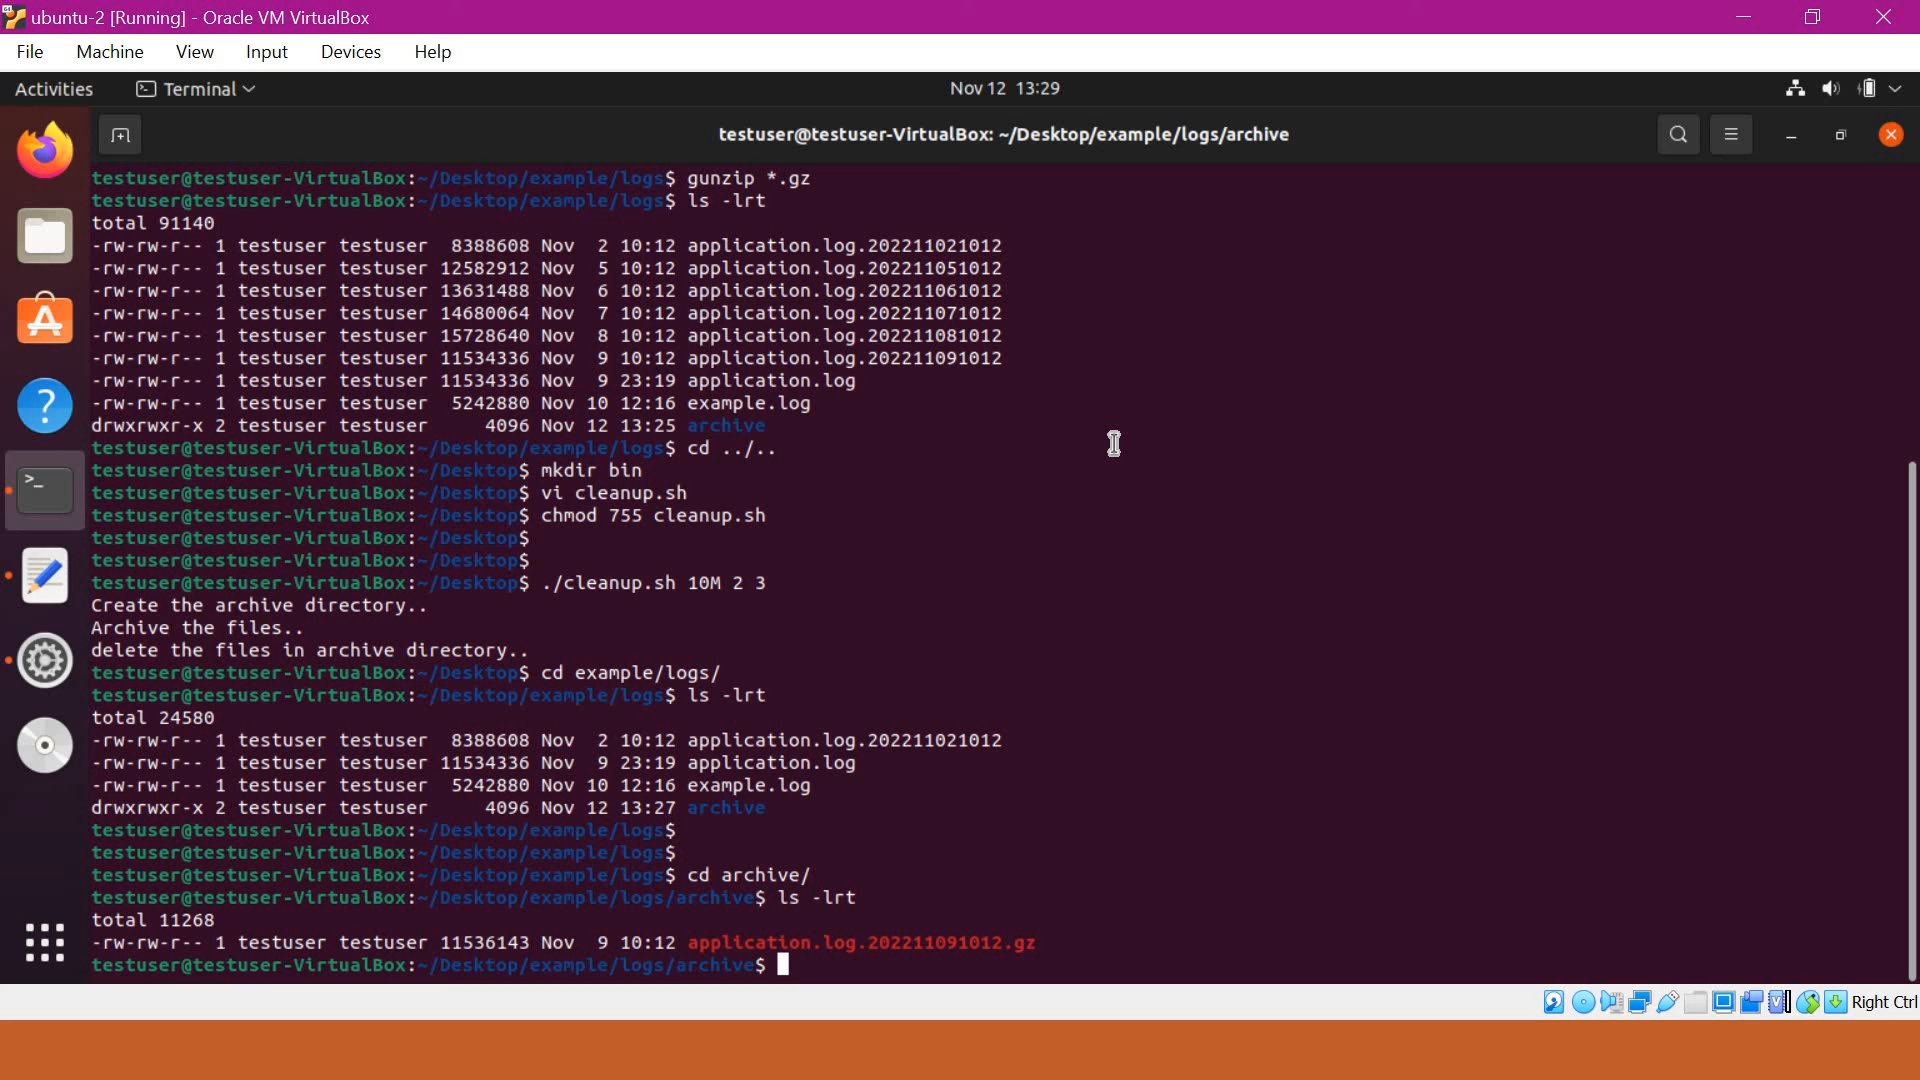 ubuntu-2 [Running] - Oracle VM VirtualBox
File Machine View Input Devices Help
Activities Terminal Nov 12 13:29
testuser@testuser-VirtualBox: ~/Desktop/example/logs/archive
testuser@testuser-VirtualBox:~/Desktop/example/logs$ gunzip *.gz
testuser@testuser-VirtualBox:~/Desktop/example/logs$ ls -lrt
total 91140
-rw-rw-r-- 1 testuser testuser  8388608 Nov  2 10:12 application.log.202211021012
-rw-rw-r-- 1 testuser testuser 12582912 Nov  5 10:12 application.log.202211051012
-rw-rw-r-- 1 testuser testuser 13631488 Nov  6 10:12 application.log.202211061012
-rw-rw-r-- 1 testuser testuser 14680064 Nov  7 10:12 application.log.202211071012
-rw-rw-r-- 1 testuser testuser 15728640 Nov  8 10:12 application.log.202211081012
-rw-rw-r-- 1 testuser testuser 11534336 Nov  9 10:12 application.log.202211091012
-rw-rw-r-- 1 testuser testuser 11534336 Nov  9 23:19 application.log
-rw-rw-r-- 1 testuser testuser  5242880 Nov 10 12:16 example.log
drwxrwxr-x 2 testuser testuser     4096 Nov 12 13:25 archive
testuser@testuser-VirtualBox:~/Desktop/example/logs$ cd ../..
testuser@testuser-VirtualBox:~/Desktop$ mkdir bin
testuser@testuser-VirtualBox:~/Desktop$ vi cleanup.sh
testuser@testuser-VirtualBox:~/Desktop$ chmod 755 cleanup.sh
testuser@testuser-VirtualBox:~/Desktop$
testuser@testuser-VirtualBox:~/Desktop$
testuser@testuser-VirtualBox:~/Desktop$ ./cleanup.sh 10M 2 3
Create the archive directory..
Archive the files..
delete the files in archive directory..
testuser@testuser-VirtualBox:~/Desktop$ cd example/logs/
testuser@testuser-VirtualBox:~/Desktop/example/logs$ ls -lrt
total 24580
-rw-rw-r-- 1 testuser testuser  8388608 Nov  2 10:12 application.log.202211021012
-rw-rw-r-- 1 testuser testuser 11534336 Nov  9 23:19 application.log
-rw-rw-r-- 1 testuser testuser  5242880 Nov 10 12:16 example.log
drwxrwxr-x 2 testuser testuser     4096 Nov 12 13:27 archive
testuser@testuser-VirtualBox:~/Desktop/example/logs$
testuser@testuser-VirtualBox:~/Desktop/example/logs$
testuser@testuser-VirtualBox:~/Desktop/example/logs$ cd archive/
testuser@testuser-VirtualBox:~/Desktop/example/logs/archive$ ls -lrt
total 11268
-rw-rw-r-- 1 testuser testuser 11536143 Nov  9 10:12 application.log.202211091012.gz
testuser@testuser-VirtualBox:~/Desktop/example/logs/archive$
Right Ctrl